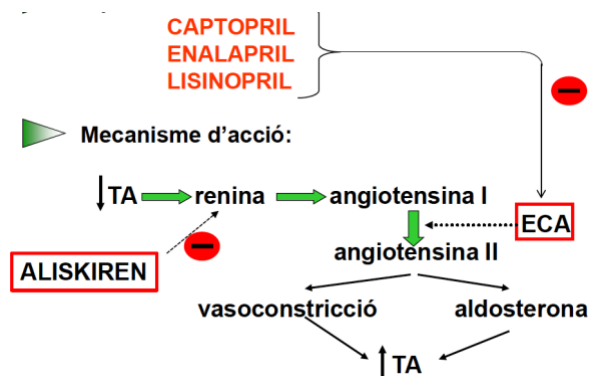 CAPTOPRIL
ENALAPRIL
LISINOPRIL
Mecanisme d'acció:
TA renina angiotensina I
ECA
angiotensina II
ALISKIREN
vasoconstricció aldosterona
TA